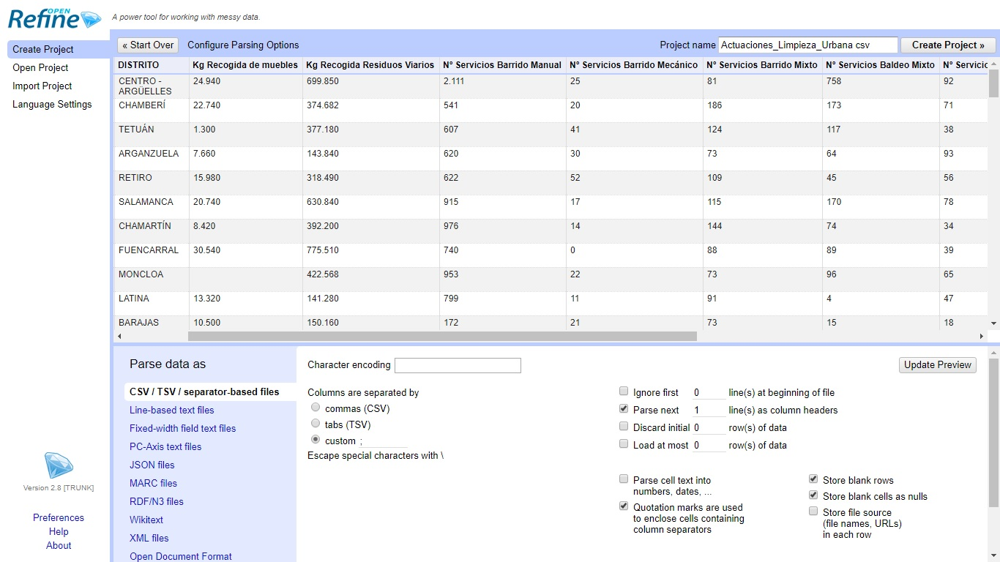 OPEN
Refine
A power tool for working with messy data.
Create Project
Open Project
Import Project
Language Settings
« Start Over
Configure Parsing Options
Project name
Actuaciones_Limpieza_Urbana csv
Create Project »
DISTRITO Kg Recogida de muebles Kg Recogida Residuos Viarios N° Servicios Barrido Manual N° Servicios Barrido Mecánico N° Servicios Barrido Mixto N° Servicios Baldeo Mixto N° Servicic
CENTRO -
ARGÜELLES 24.940 699.850 2.111 25 81 758 92
CHAMBERÍ 22.740 374.682 541 20 186 173 71
TETUÁN 1.300 377.180 607 41 124 117 38
ARGANZUELA 7.660 143.840 620 30 73 64 93
RETIRO 15.980 318.490 622 52 109 45 56
SALAMANCA 20.740 630.840 915 17 115 170 78
CHAMARTÍN 8.420 392.200 976 14 144 74 34
FUENCARRAL 30.540 775.510 740 0 88 89 39
MONCLOA 422.568 953 22 73 96 65
LATINA 13.320 141.280 799 11 91 4 47
BARAJAS 10.500 150.160 172 21 73 15 18
Parse data as
CSV / TSV / separator-based files
Line-based text files
Fixed-width field text files
PC-Axis text files
JSON files
MARC files
RDF/N3 files
Wikitext
XML files
Open Document Format
Character encoding
Update Preview
Columns are separated by
commas (CSV)
tabs (TSV)
custom ;
Escape special characters with \
Ignore first 0 line(s) at beginning of file
Parse next 1 line(s) as column headers
Discard initial 0 row(s) of data
Load at most 0 row(s) of data
Parse cell text into
numbers, dates, ...
Quotation marks are used
to enclose cells containing
column separators
Store blank rows
Store blank cells as nulls
Store file source
(file names, URLs)
in each row
Version 2.8 [TRUNK]
Preferences
Help
About